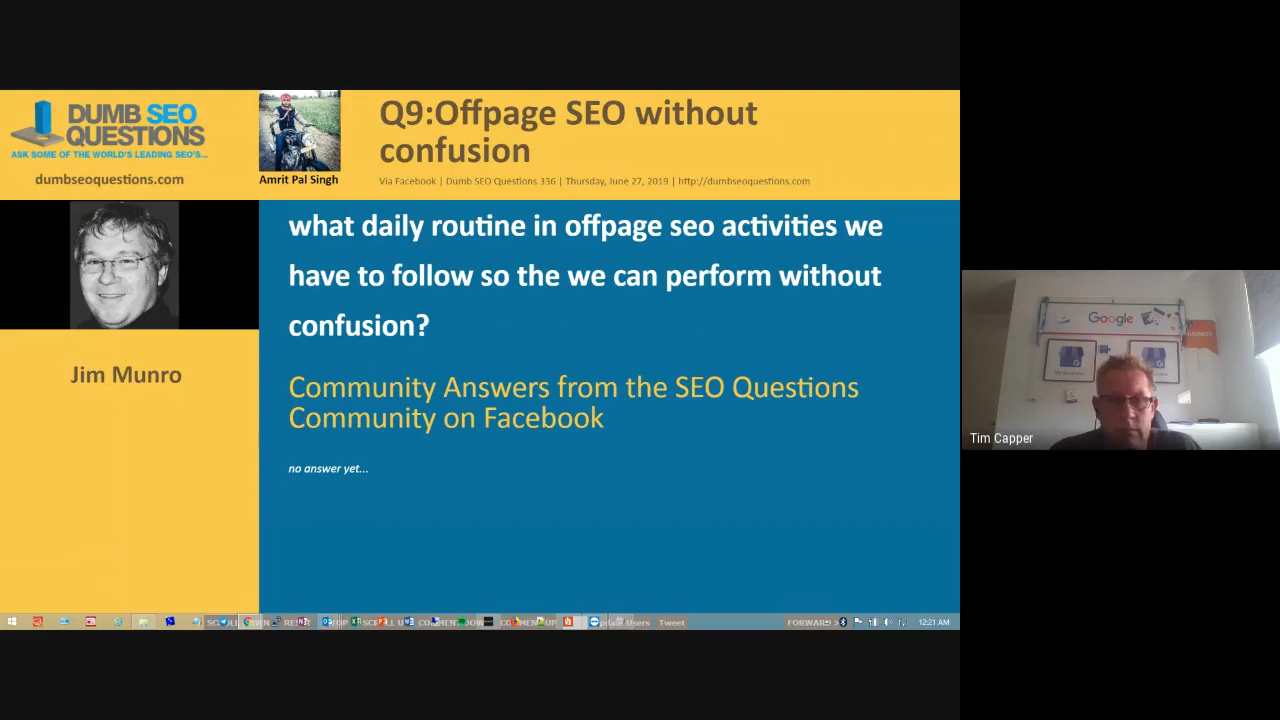 DUMB SEO
QUESTIONS
ASK SOME OF THE WORLD'S LEADING SEO'S...
dumbseoquestions.com
Amrit Pal Singh
Q9:Offpage SEO without
confusion
Via Facebook | Dumb SEO Questions 336 | Thursday, June 27, 2019 | http://dumbseoquestions.com
Jim Munro
what daily routine in offpage seo activities we
have to follow so the we can perform without
confusion?
Community Answers from the SEO Questions
Community on Facebook
no answer yet...
Google
Tim Capper
Users Tweet
FORWARD >
12:21 AM